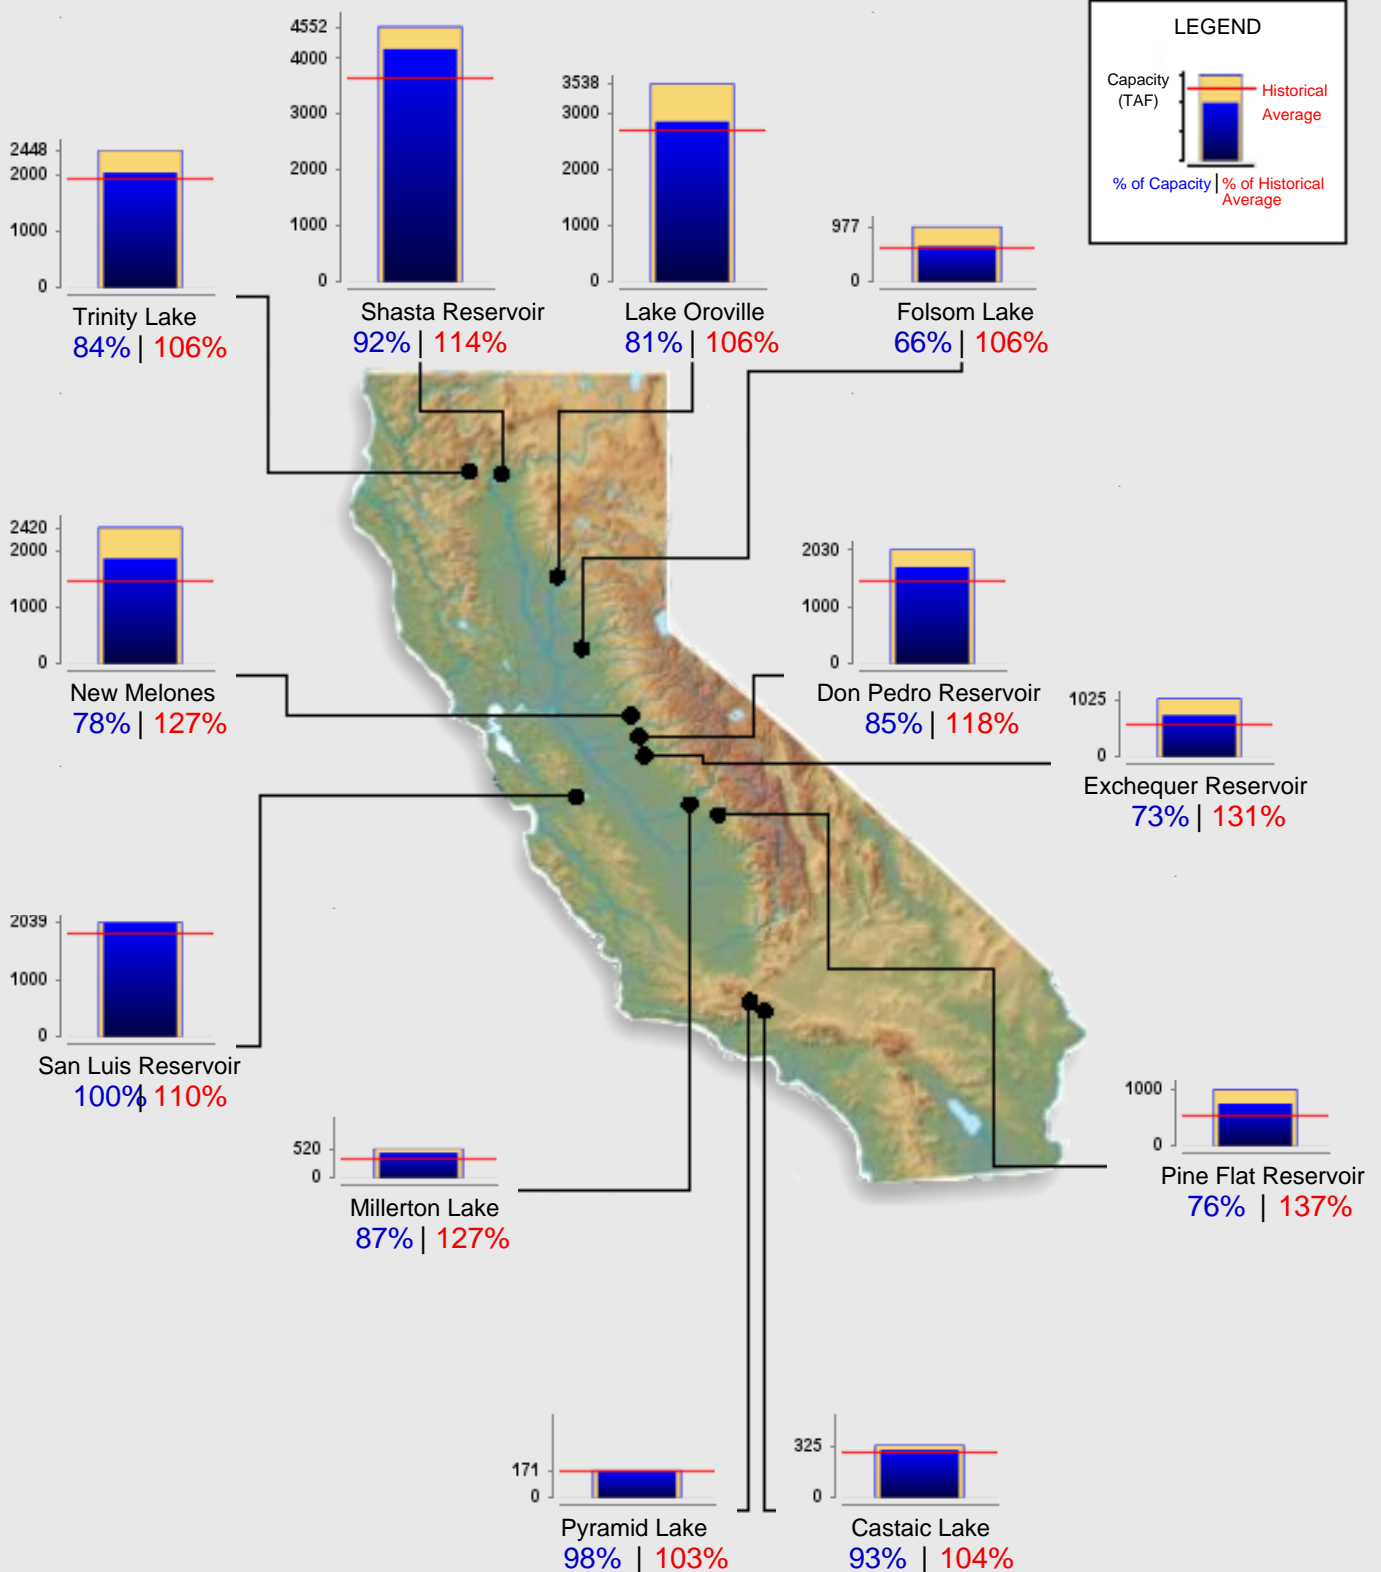 LEGEND
Capacity
(TAF)
Historical
Average
% of Capacity | % of Historical
Average
4552
4000
3000
2000
1000
0
Shasta Reservoir
92% | 114%
3538
3000
2000
1000
0
Lake Oroville
81% | 106%
977
0
Folsom Lake
66% | 106%
2448
2000
1000
0
Trinity Lake
84% | 106%
2420
2000
1000
0
New Melones
78% | 127%
2030
1000
0
Don Pedro Reservoir
85% | 118%
1025
0
Exchequer Reservoir
73% | 131%
2039
1000
0
San Luis Reservoir
100% | 110%
520
0
Millerton Lake
87% | 127%
1000
0
Pine Flat Reservoir
76% | 137%
171
0
Pyramid Lake
98% | 103%
325
0
Castaic Lake
93% | 104%